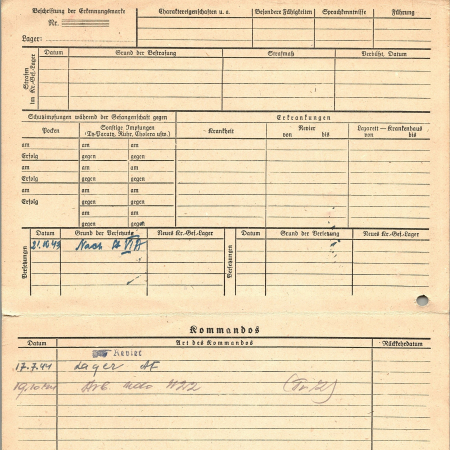 Beschriftung der Erkennungsmarke
Nr.
Lager:
Charaktereigenschaften u. a.
Besondere Fähigkeiten
Sprachkenntnisse
Führung
Strafen im Kr.-Gef.-Lager
Datum
Grund der Bestrafung
Strafmaß
Verbüßt, Datum
Schutzimpfungen während der Gefangenschaft gegen
Erkrankungen
Pocken
Sonstige Impfungen
(Ty-Paraty, Ruhr, Cholera usw.)
Krankheit
Revier
von bis
Lazarett — Krankenhaus
von bis
am am am
Erfolg gegen gegen
am am am
Erfolg gegen gegen
am am am
Erfolg gegen gegen
am am
gegen gegen
Versetzungen
Datum
Grund der Versetzung
Neues Kr.-Gef.-Lager
Versetzungen
Datum
Grund der Versetzung
Neues Kr.-Gef.-Lager
21.10.43 Nach VI A
Kommandos
Datum
Art des Kommandos
Rückkehrdatum
Revier
17.7.44 Lager